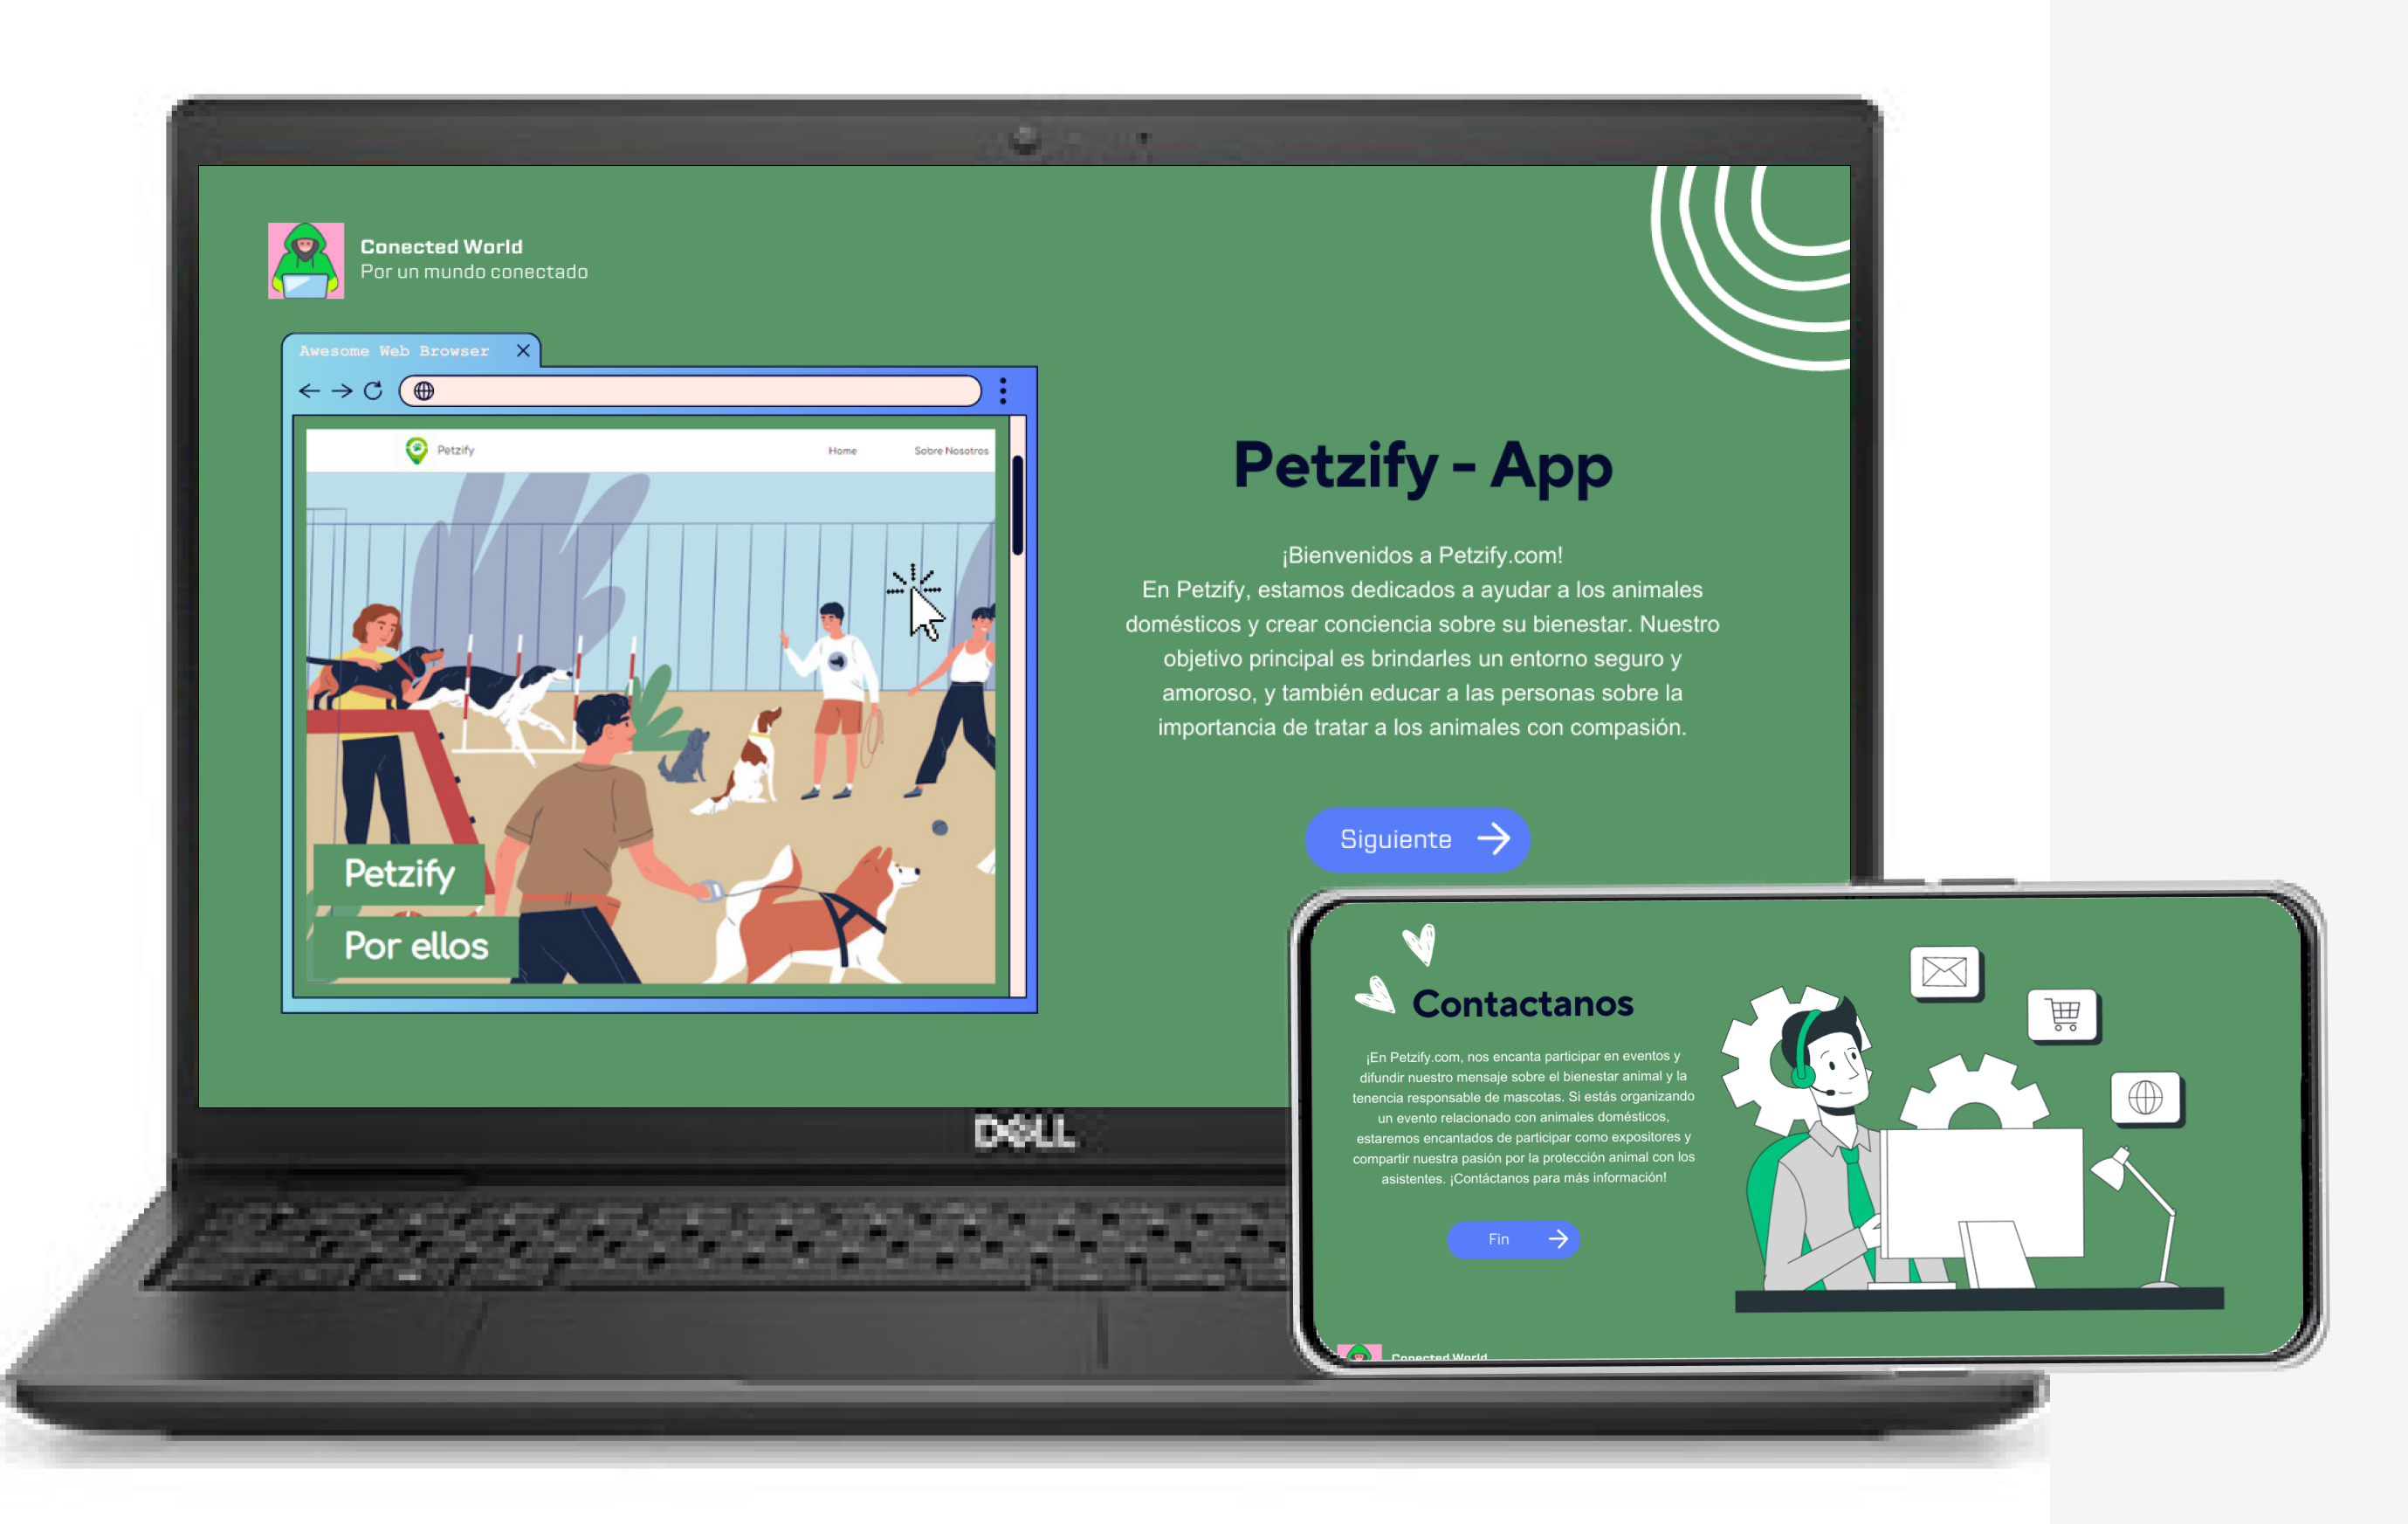 Conected World
Por un mundo conectado
Awesome Web Browser
Petzify
Home
Sobre Nosotros
Petzify
Por ellos
Petzify - App
¡Bienvenidos a Petzify.com!
En Petzify, estamos dedicados a ayudar a los animales
domésticos y crear conciencia sobre su bienestar. Nuestro
objetivo principal es brindarles un entorno seguro y
amoroso, y también educar a las personas sobre la
importancia de tratar a los animales con compasión.
Siguiente
DELL
Contactanos
¡En Petzify.com, nos encanta participar en eventos y
difundir nuestro mensaje sobre el bienestar animal y la
tenencia responsable de mascotas. Si estás organizando
un evento relacionado con animales domésticos,
estaremos encantados de participar como expositores y
compartir nuestra pasión por la protección animal con los
asistentes. ¡Contáctanos para más información!
Fin
Conected World